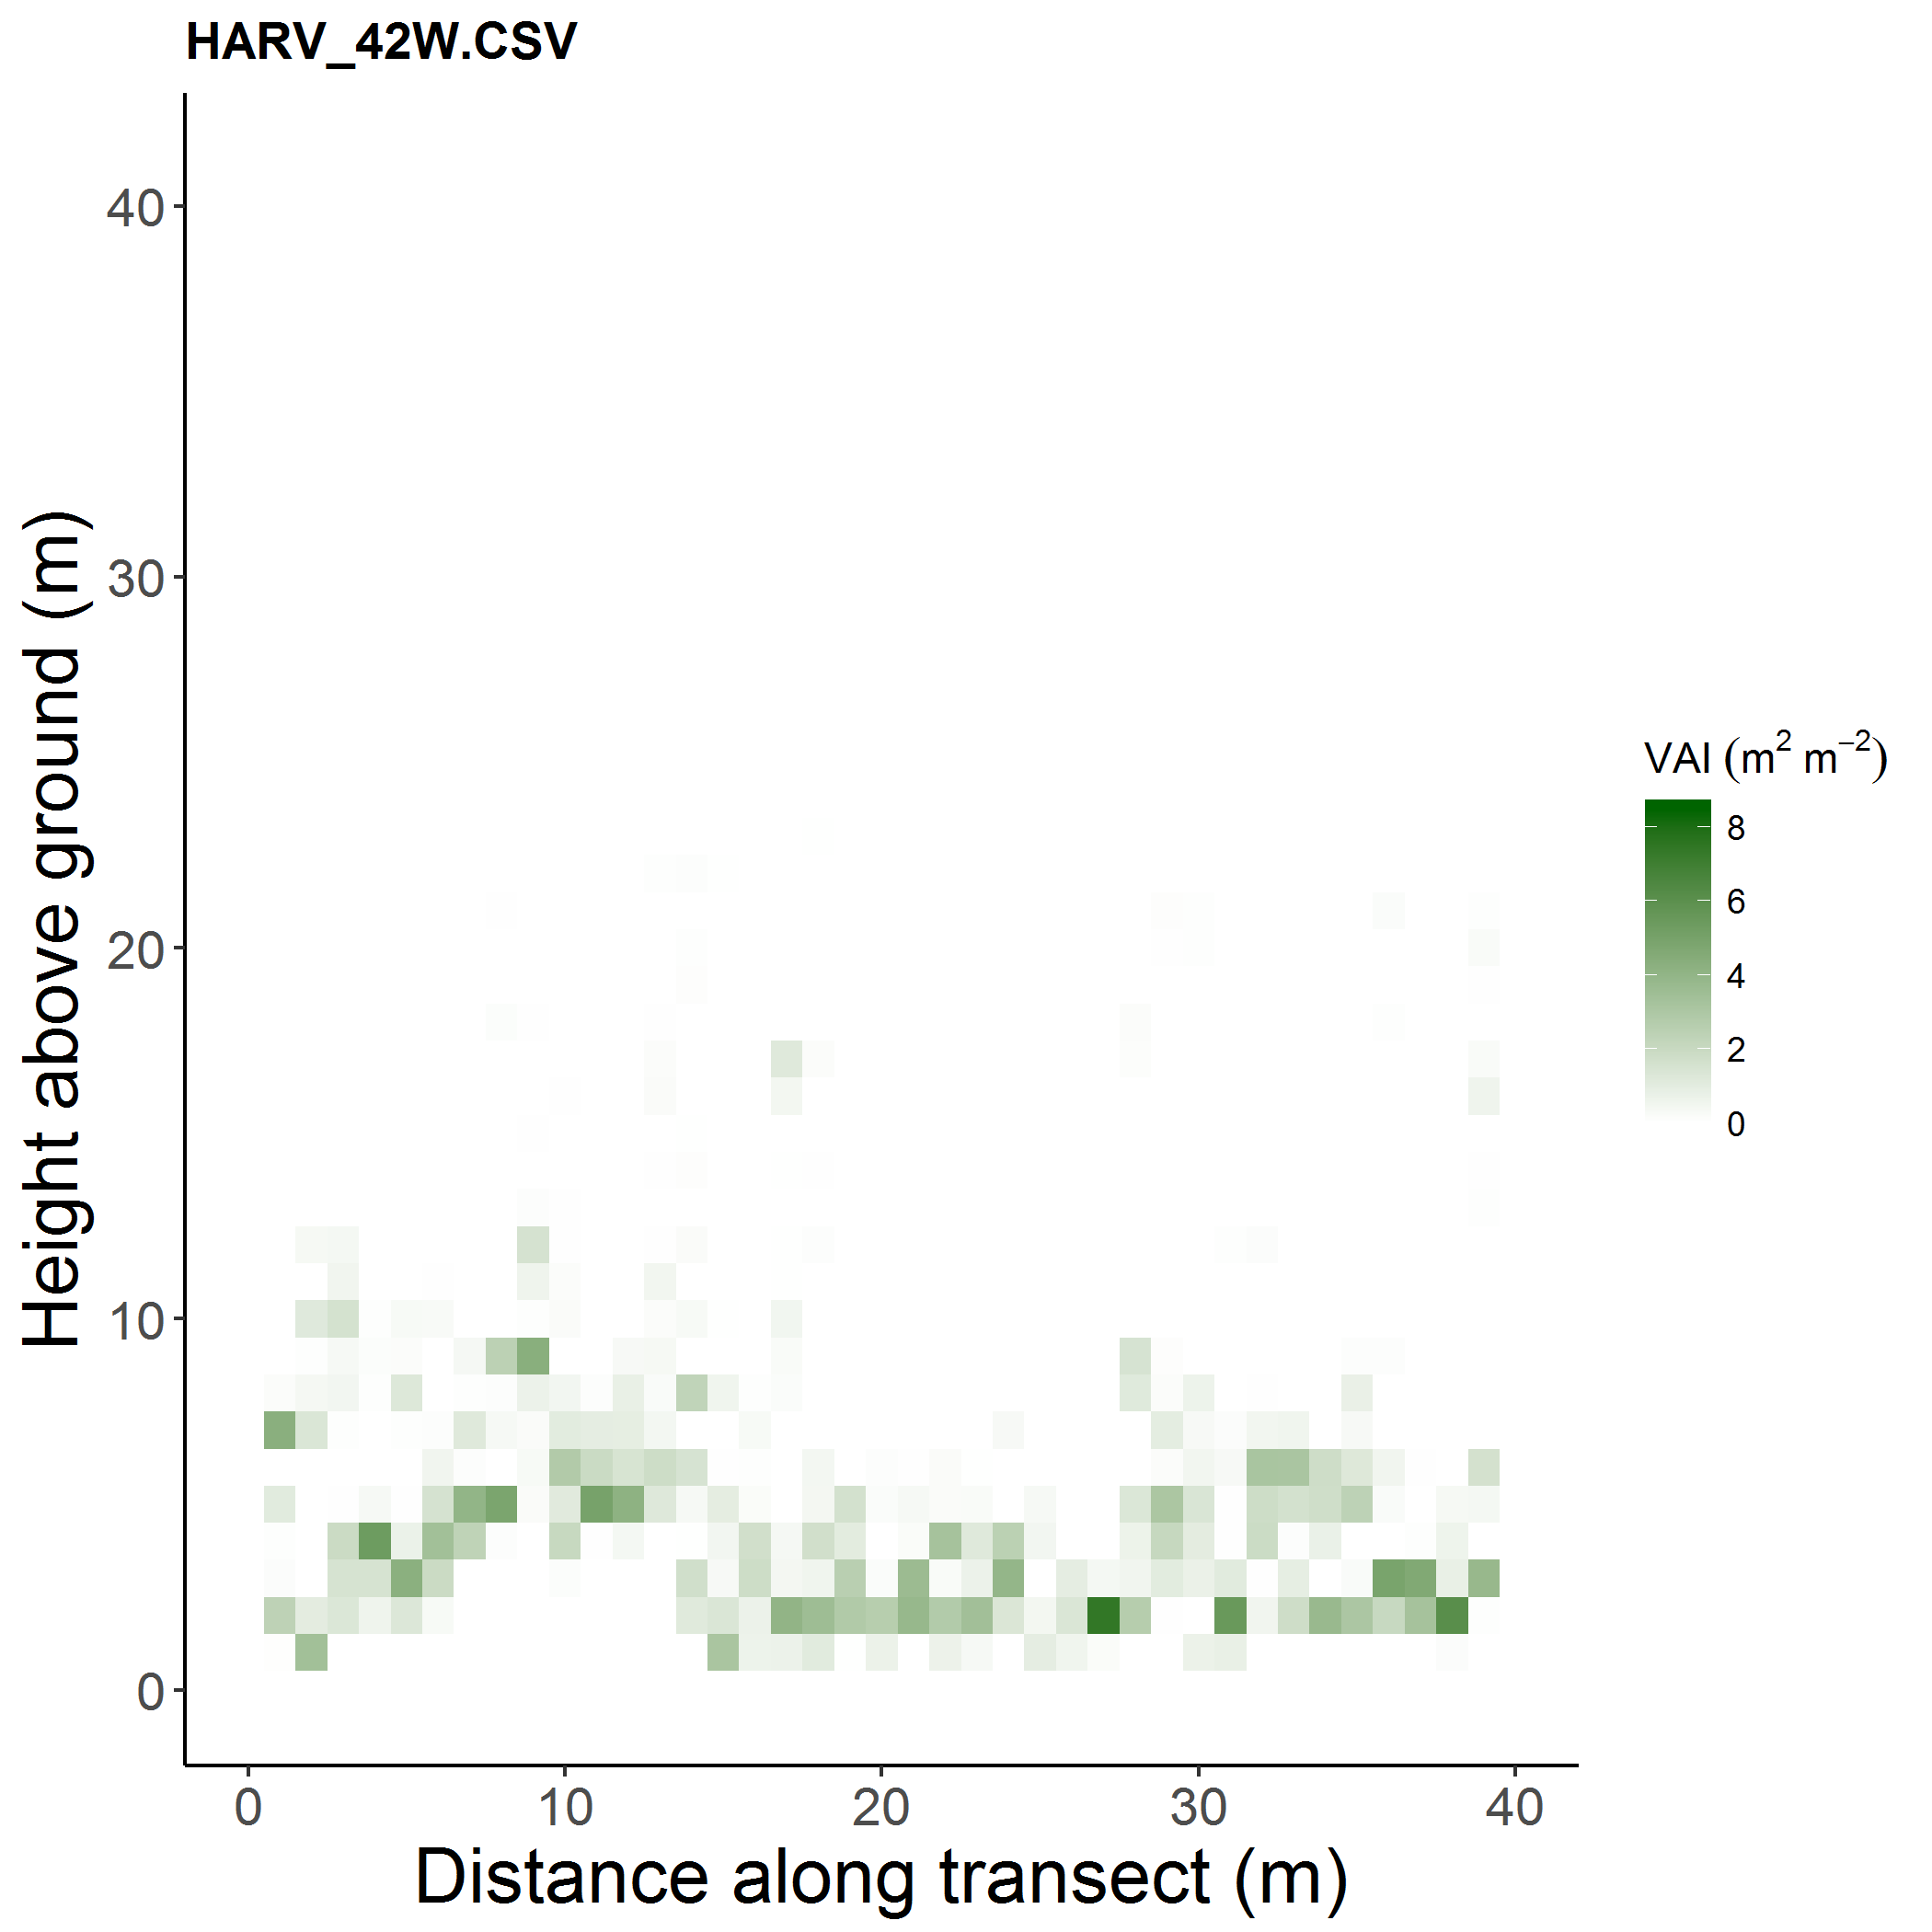 HARV_42W.CSV
40
30
20
10
0
Height above ground (m)
0 10 20 30 40
Distance along transect (m)
VAI (m² m⁻²)
8
6
4
2
0